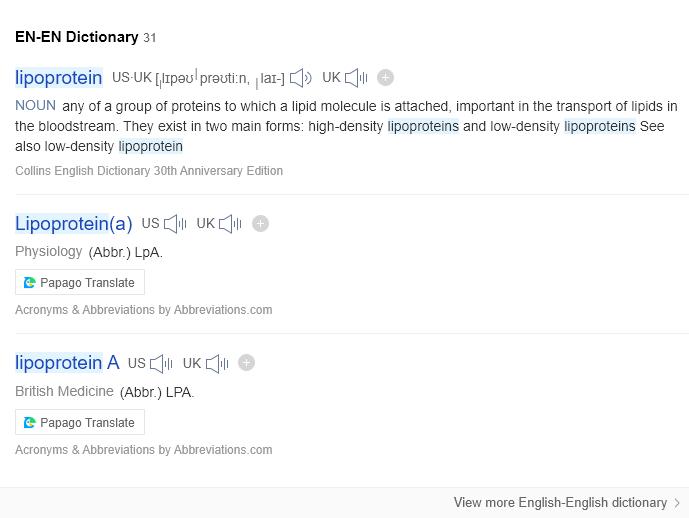 EN-EN Dictionary 31
lipoprotein US·UK [ˌlɪpəʊˈprəʊtiːn, ˌlaɪ-] UK
NOUN any of a group of proteins to which a lipid molecule is attached, important in the transport of lipids in
the bloodstream. They exist in two main forms: high-density lipoproteins and low-density lipoproteins See
also low-density lipoprotein
Collins English Dictionary 30th Anniversary Edition
Lipoprotein(a) US UK
Physiology (Abbr.) LpA.
Papago Translate
Acronyms & Abbreviations by Abbreviations.com
lipoprotein A US UK
British Medicine (Abbr.) LPA.
Papago Translate
Acronyms & Abbreviations by Abbreviations.com
View more English-English dictionary